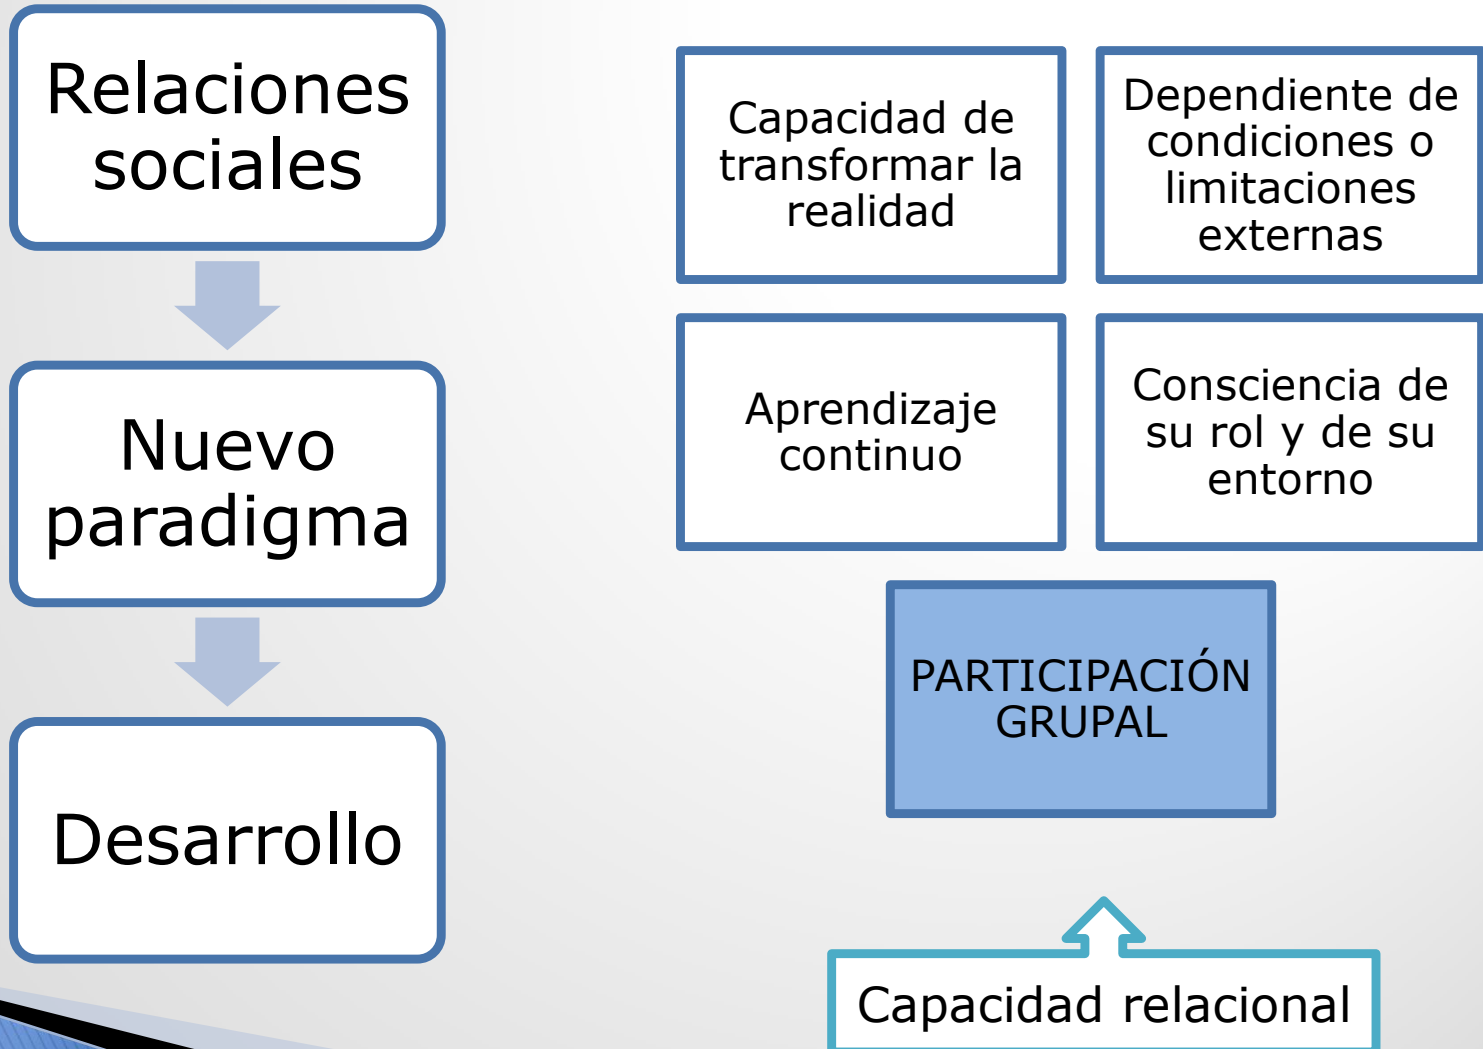 Relaciones
sociales
Nuevo
paradigma
Desarrollo
Capacidad de
transformar la
realidad
Dependiente de
condiciones o
limitaciones
externas
Aprendizaje
continuo
Consciencia de
su rol y de su
entorno
PARTICIPACIÓN
GRUPAL
Capacidad relacional